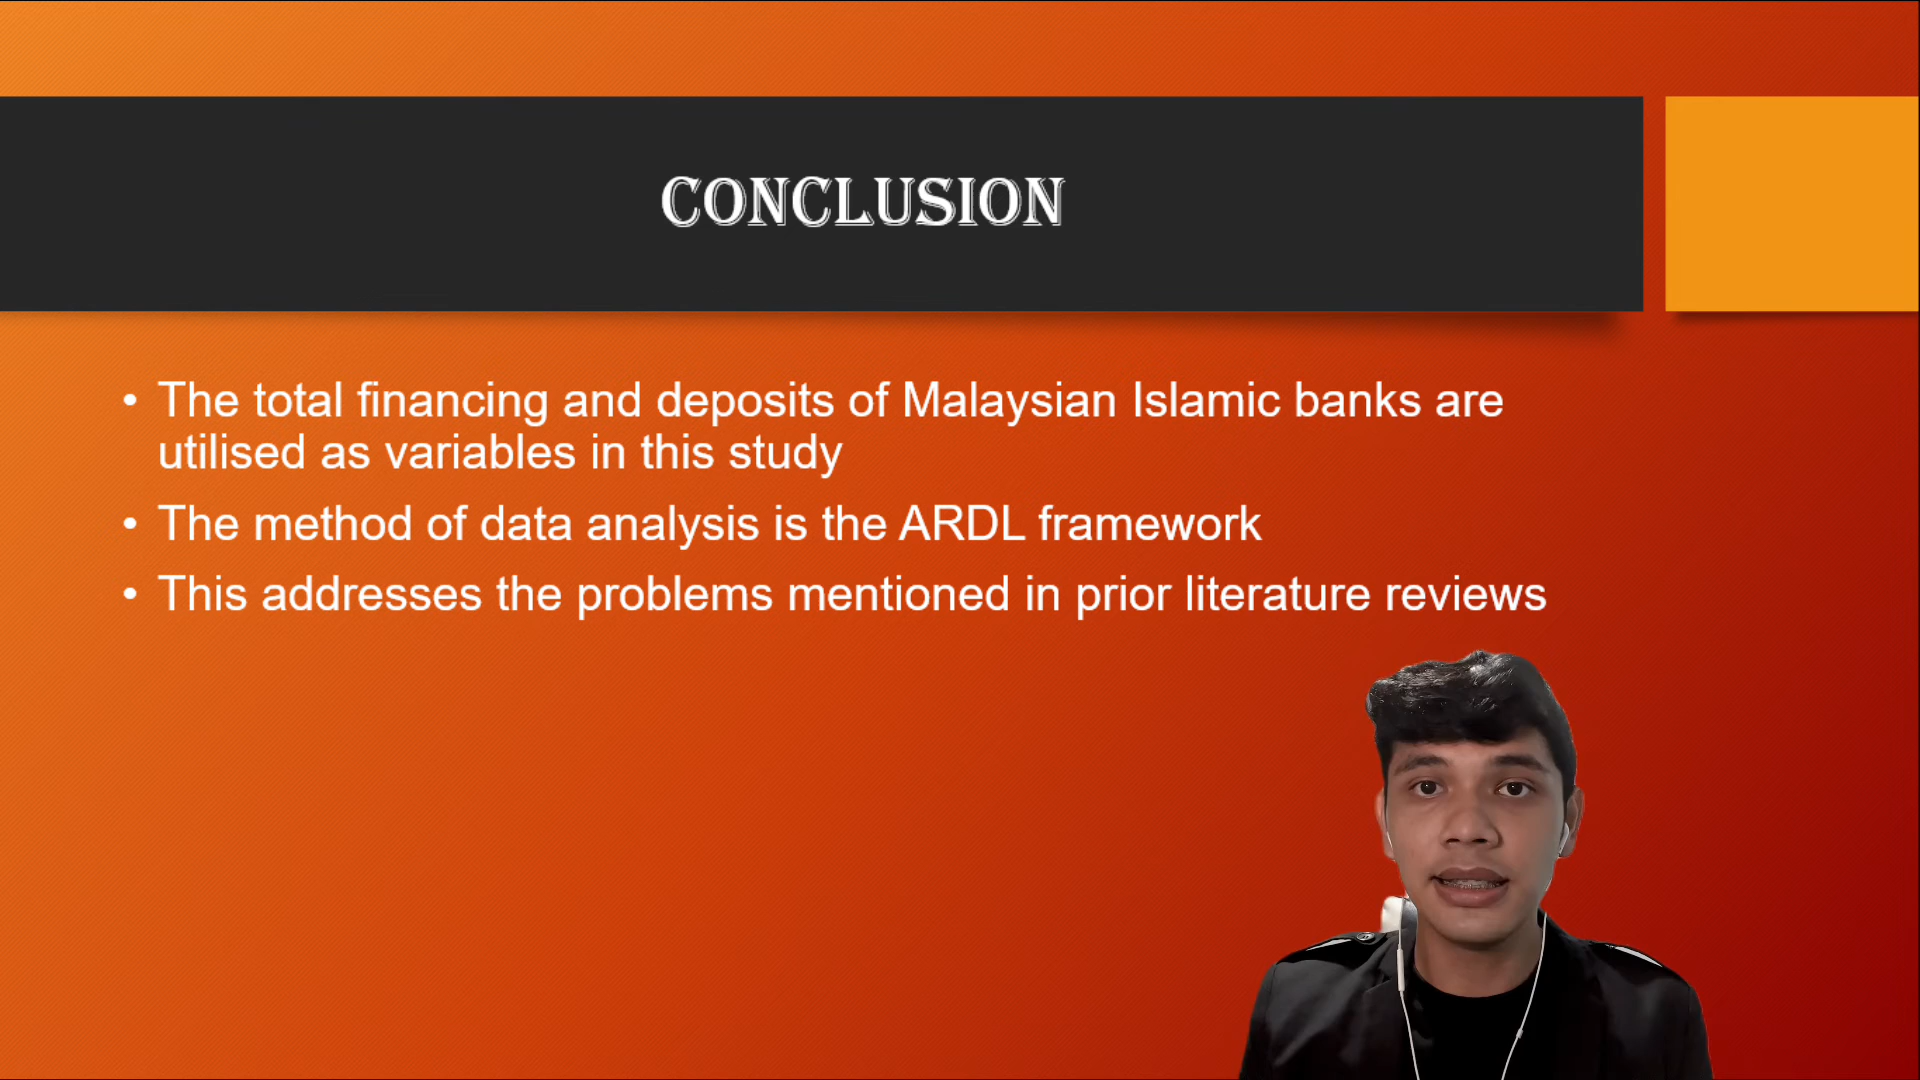 CONCLUSION
• The total financing and deposits of Malaysian Islamic banks are
utilised as variables in this study
• The method of data analysis is the ARDL framework
• This addresses the problems mentioned in prior literature reviews